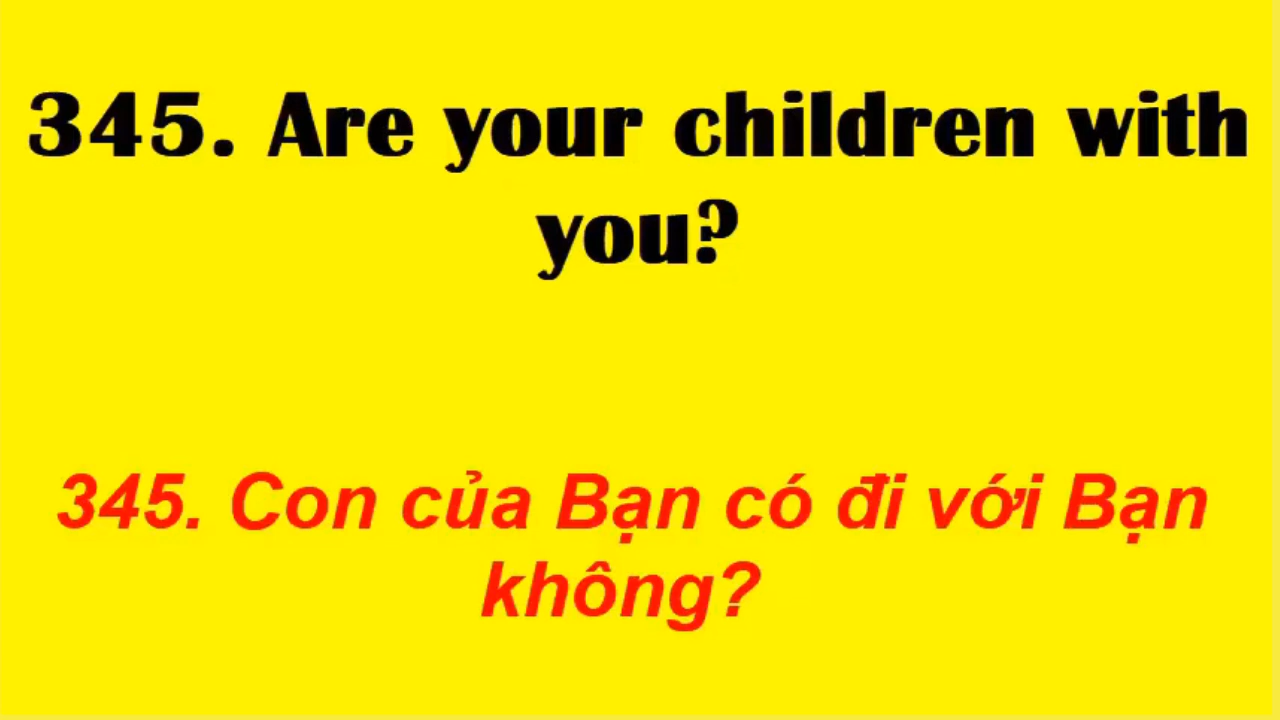 345. Are your children with
you?
345. Con của Bạn có đi với Bạn
không?